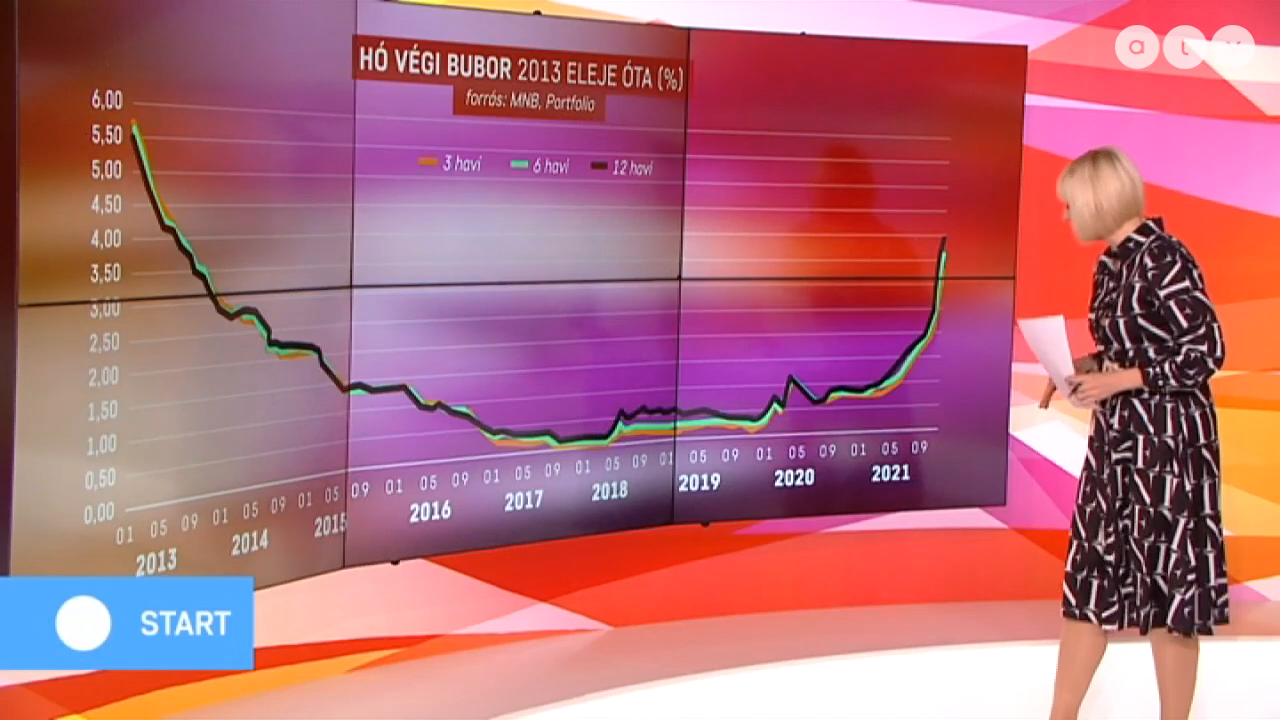 a t v
HÓ VÉGI BUBOR 2013 ELEJE ÓTA (%)
forrás: MNB, Portfolio
3 havi 6 havi 12 havi
6,00
5,50
5,00
4,50
4,00
3,50
3,00
2,50
2,00
1,50
1,00
0,50
0,00
01 05 09 01 05 09 01 05 09 01 05 09 01 05 09 01 05 09 01 05 09 01 05 09 01 05 09
2013 2014 2015 2016 2017 2018 2019 2020 2021
START